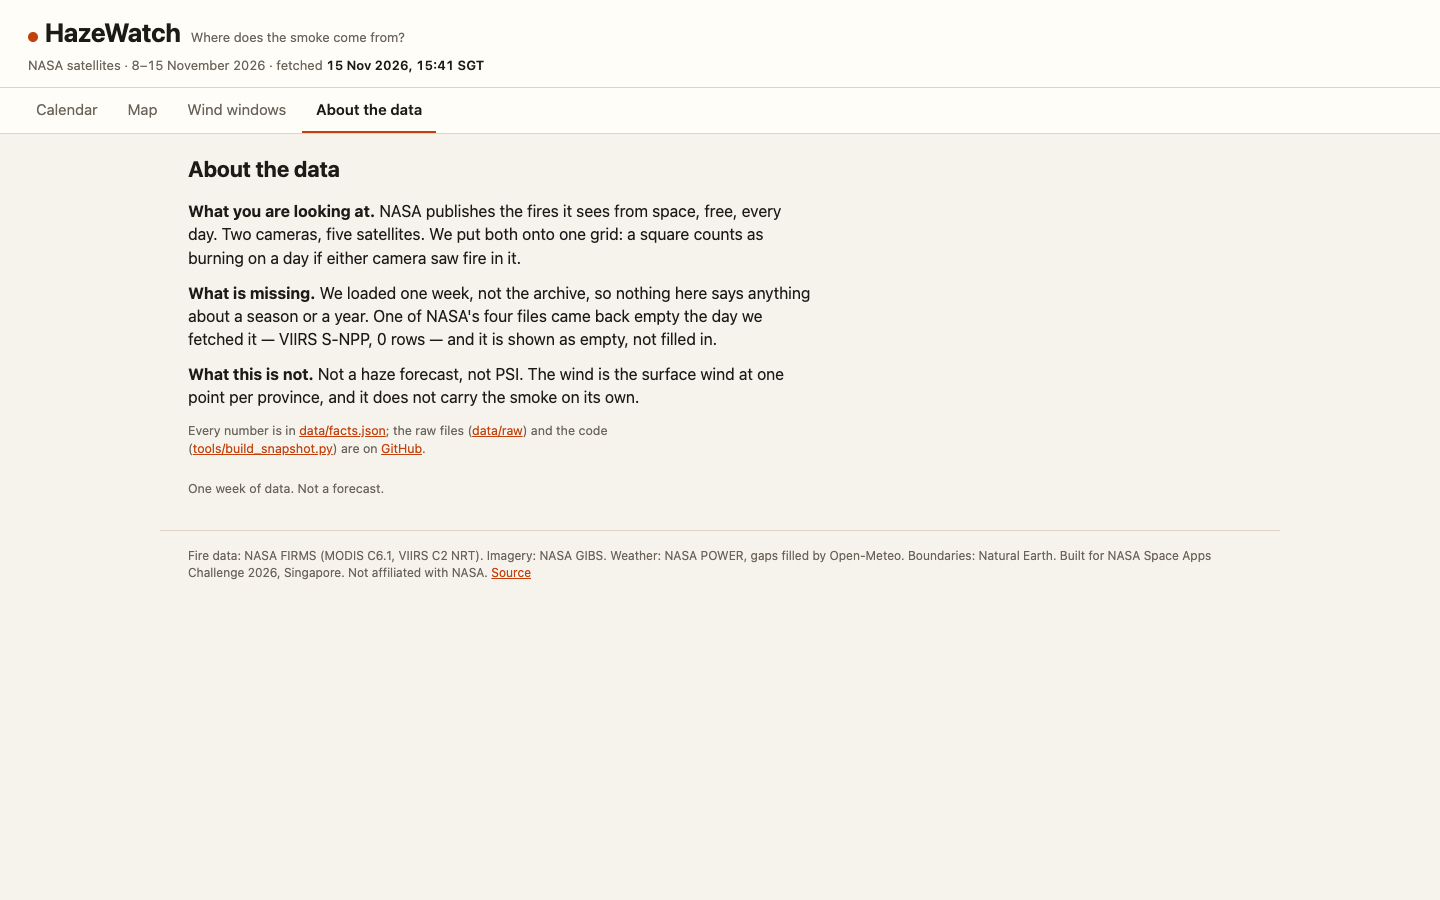 HazeWatch Where does the smoke come from?
NASA satellites · 8–15 November 2026 · fetched 15 Nov 2026, 15:41 SGT
Calendar Map Wind windows About the data
About the data
What you are looking at. NASA publishes the fires it sees from space, free, every
day. Two cameras, five satellites. We put both onto one grid: a square counts as
burning on a day if either camera saw fire in it.
What is missing. We loaded one week, not the archive, so nothing here says anything
about a season or a year. One of NASA's four files came back empty the day we
fetched it — VIIRS S-NPP, 0 rows — and it is shown as empty, not filled in.
What this is not. Not a haze forecast, not PSI. The wind is the surface wind at one
point per province, and it does not carry the smoke on its own.
Every number is in data/facts.json; the raw files (data/raw) and the code
(tools/build_snapshot.py) are on GitHub.
One week of data. Not a forecast.
Fire data: NASA FIRMS (MODIS C6.1, VIIRS C2 NRT). Imagery: NASA GIBS. Weather: NASA POWER, gaps filled by Open-Meteo. Boundaries: Natural Earth. Built for NASA Space Apps
Challenge 2026, Singapore. Not affiliated with NASA. Source